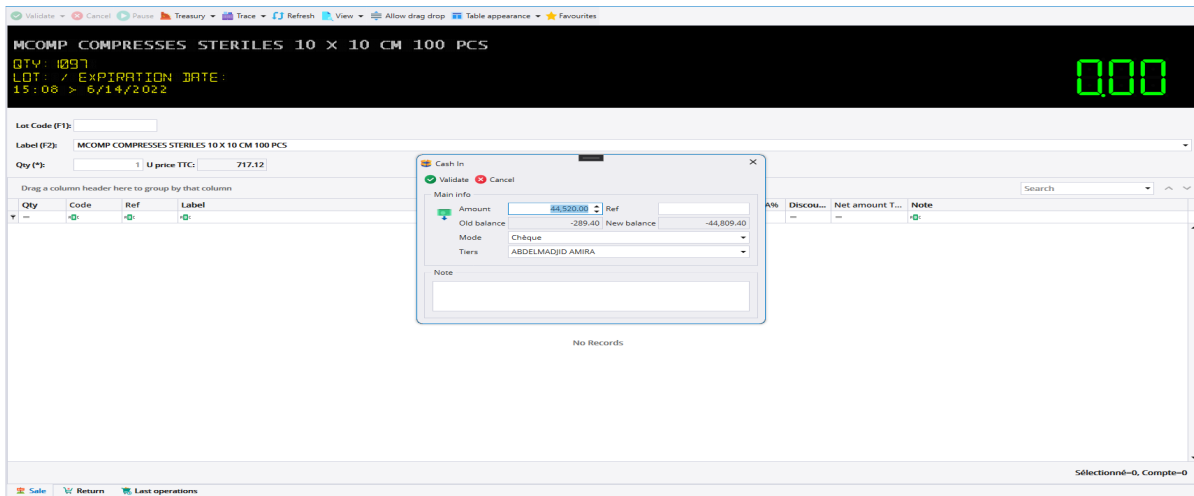 Validate Cancel Pause Treasury Trace Refresh View Allow drag drop Table appearance Favourites
MCOMP COMPRESSES STERILES 10 X 10 CM 100 PCS
QTY: 1097
LOT: / EXPIRATION DATE:
15:08 > 6/14/2022
0.00
Lot Code (F1):
Label (F2): MCOMP COMPRESSES STERILES 10 X 10 CM 100 PCS
Qty (*): 1 U price TTC: 717.12
Drag a column header here to group by that column
Search
Qty Code Ref Label A% Discou... Net amount T... Note
Cash In
Validate Cancel
Main info
Amount 44,520.00 Ref
Old balance -289.40 New balance -44,809.40
Mode Chèque
Tiers ABDELMADJID AMIRA
Note
No Records
Sélectionné=0, Compte=0
Sale Return Last operations